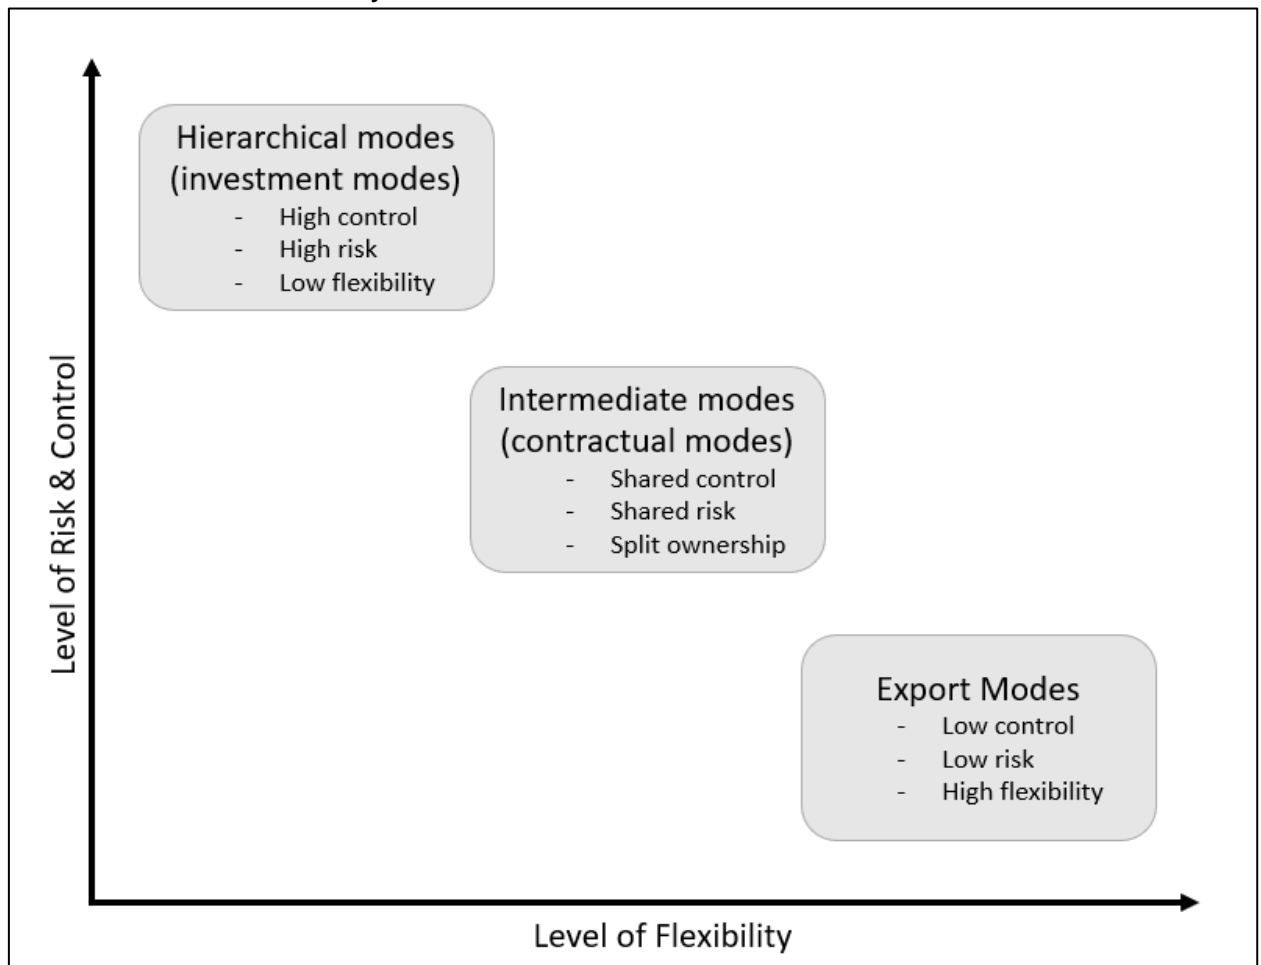 Hierarchical modes
(investment modes)
- High control
- High risk
- Low flexibility
Intermediate modes
(contractual modes)
- Shared control
- Shared risk
- Split ownership
Export Modes
- Low control
- Low risk
- High flexibility
Level of Risk & Control
Level of Flexibility